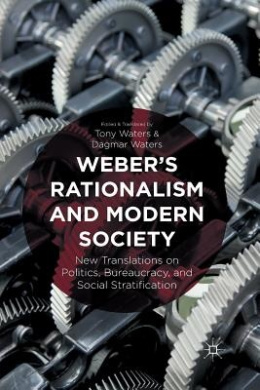 Edited & Translated by
Tony Waters &
Dagmar Waters
WEBER'S
RATIONALISM
AND MODERN
SOCIETY
New Translations on
Politics, Bureaucracy, and
Social Stratification